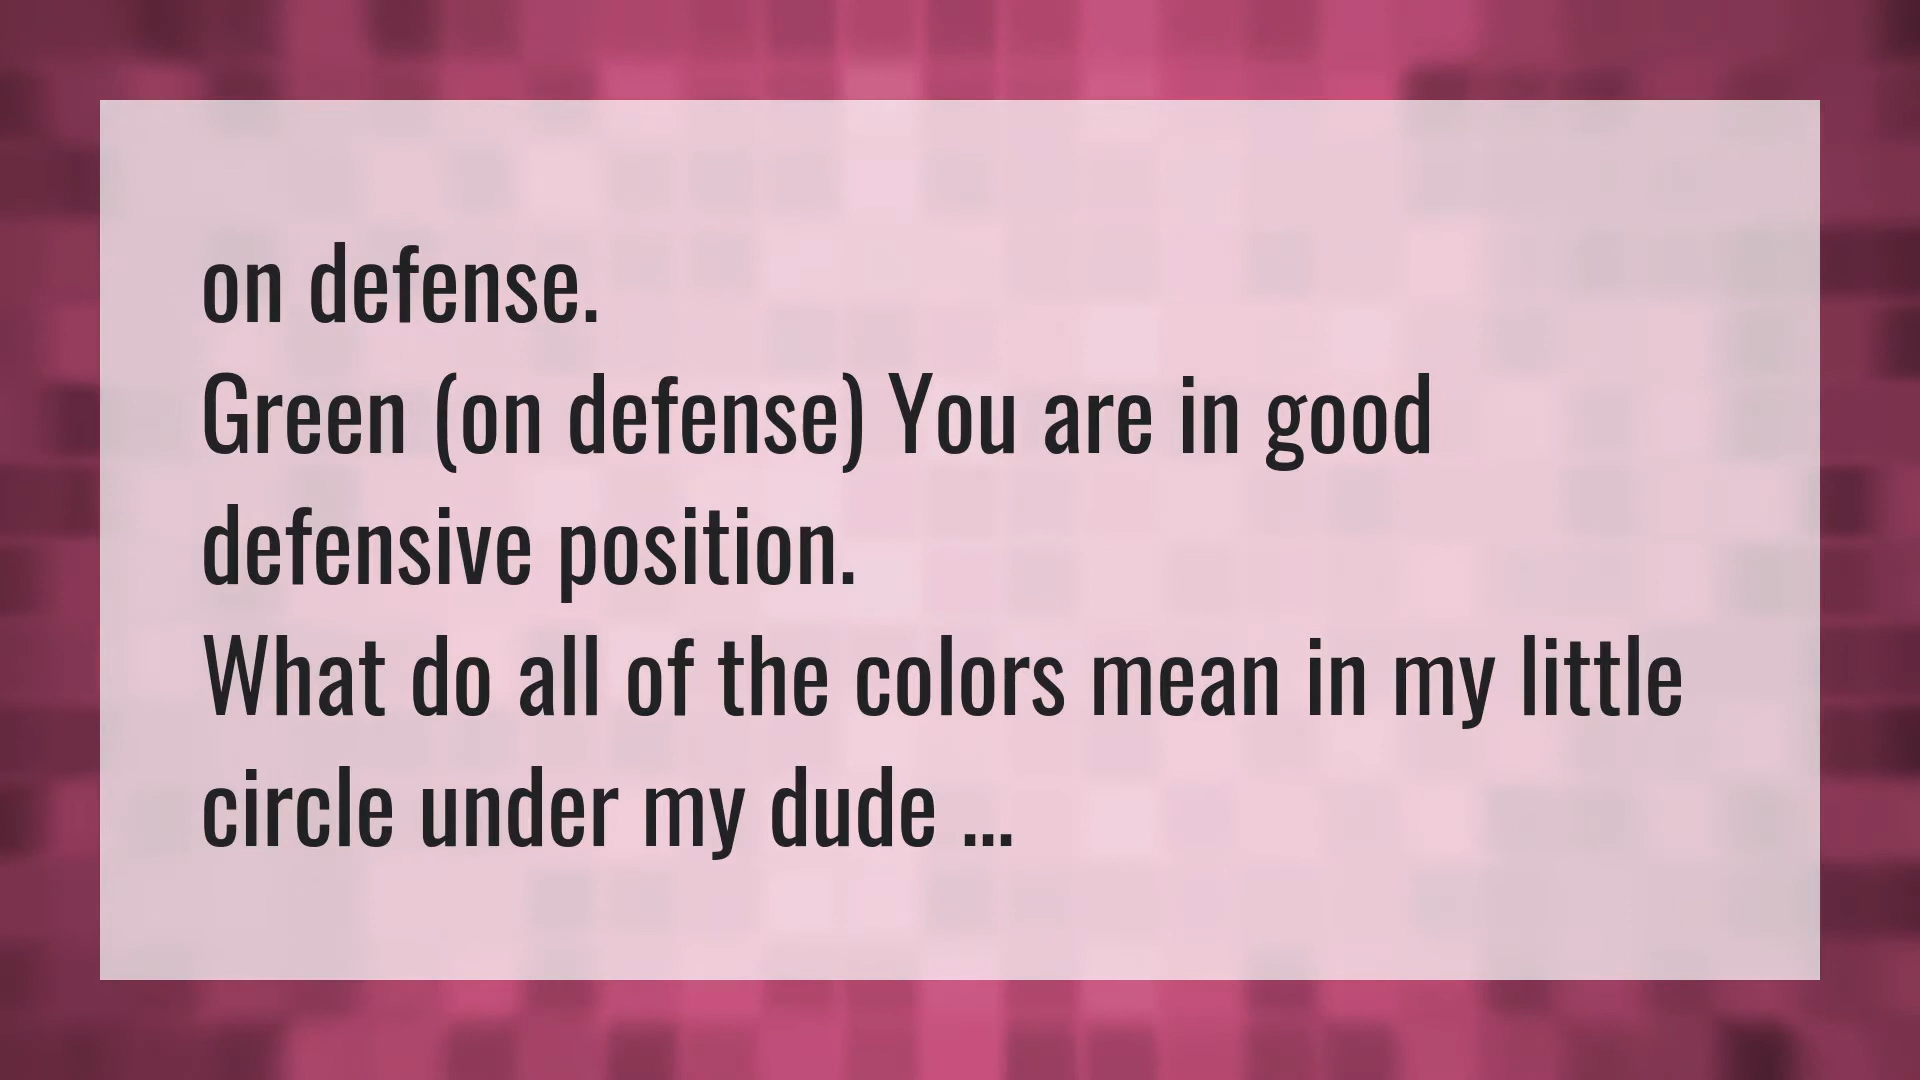 on defense.
Green (on defense) You are in good
defensive position.
What do all of the colors mean in my little
circle under my dude ...